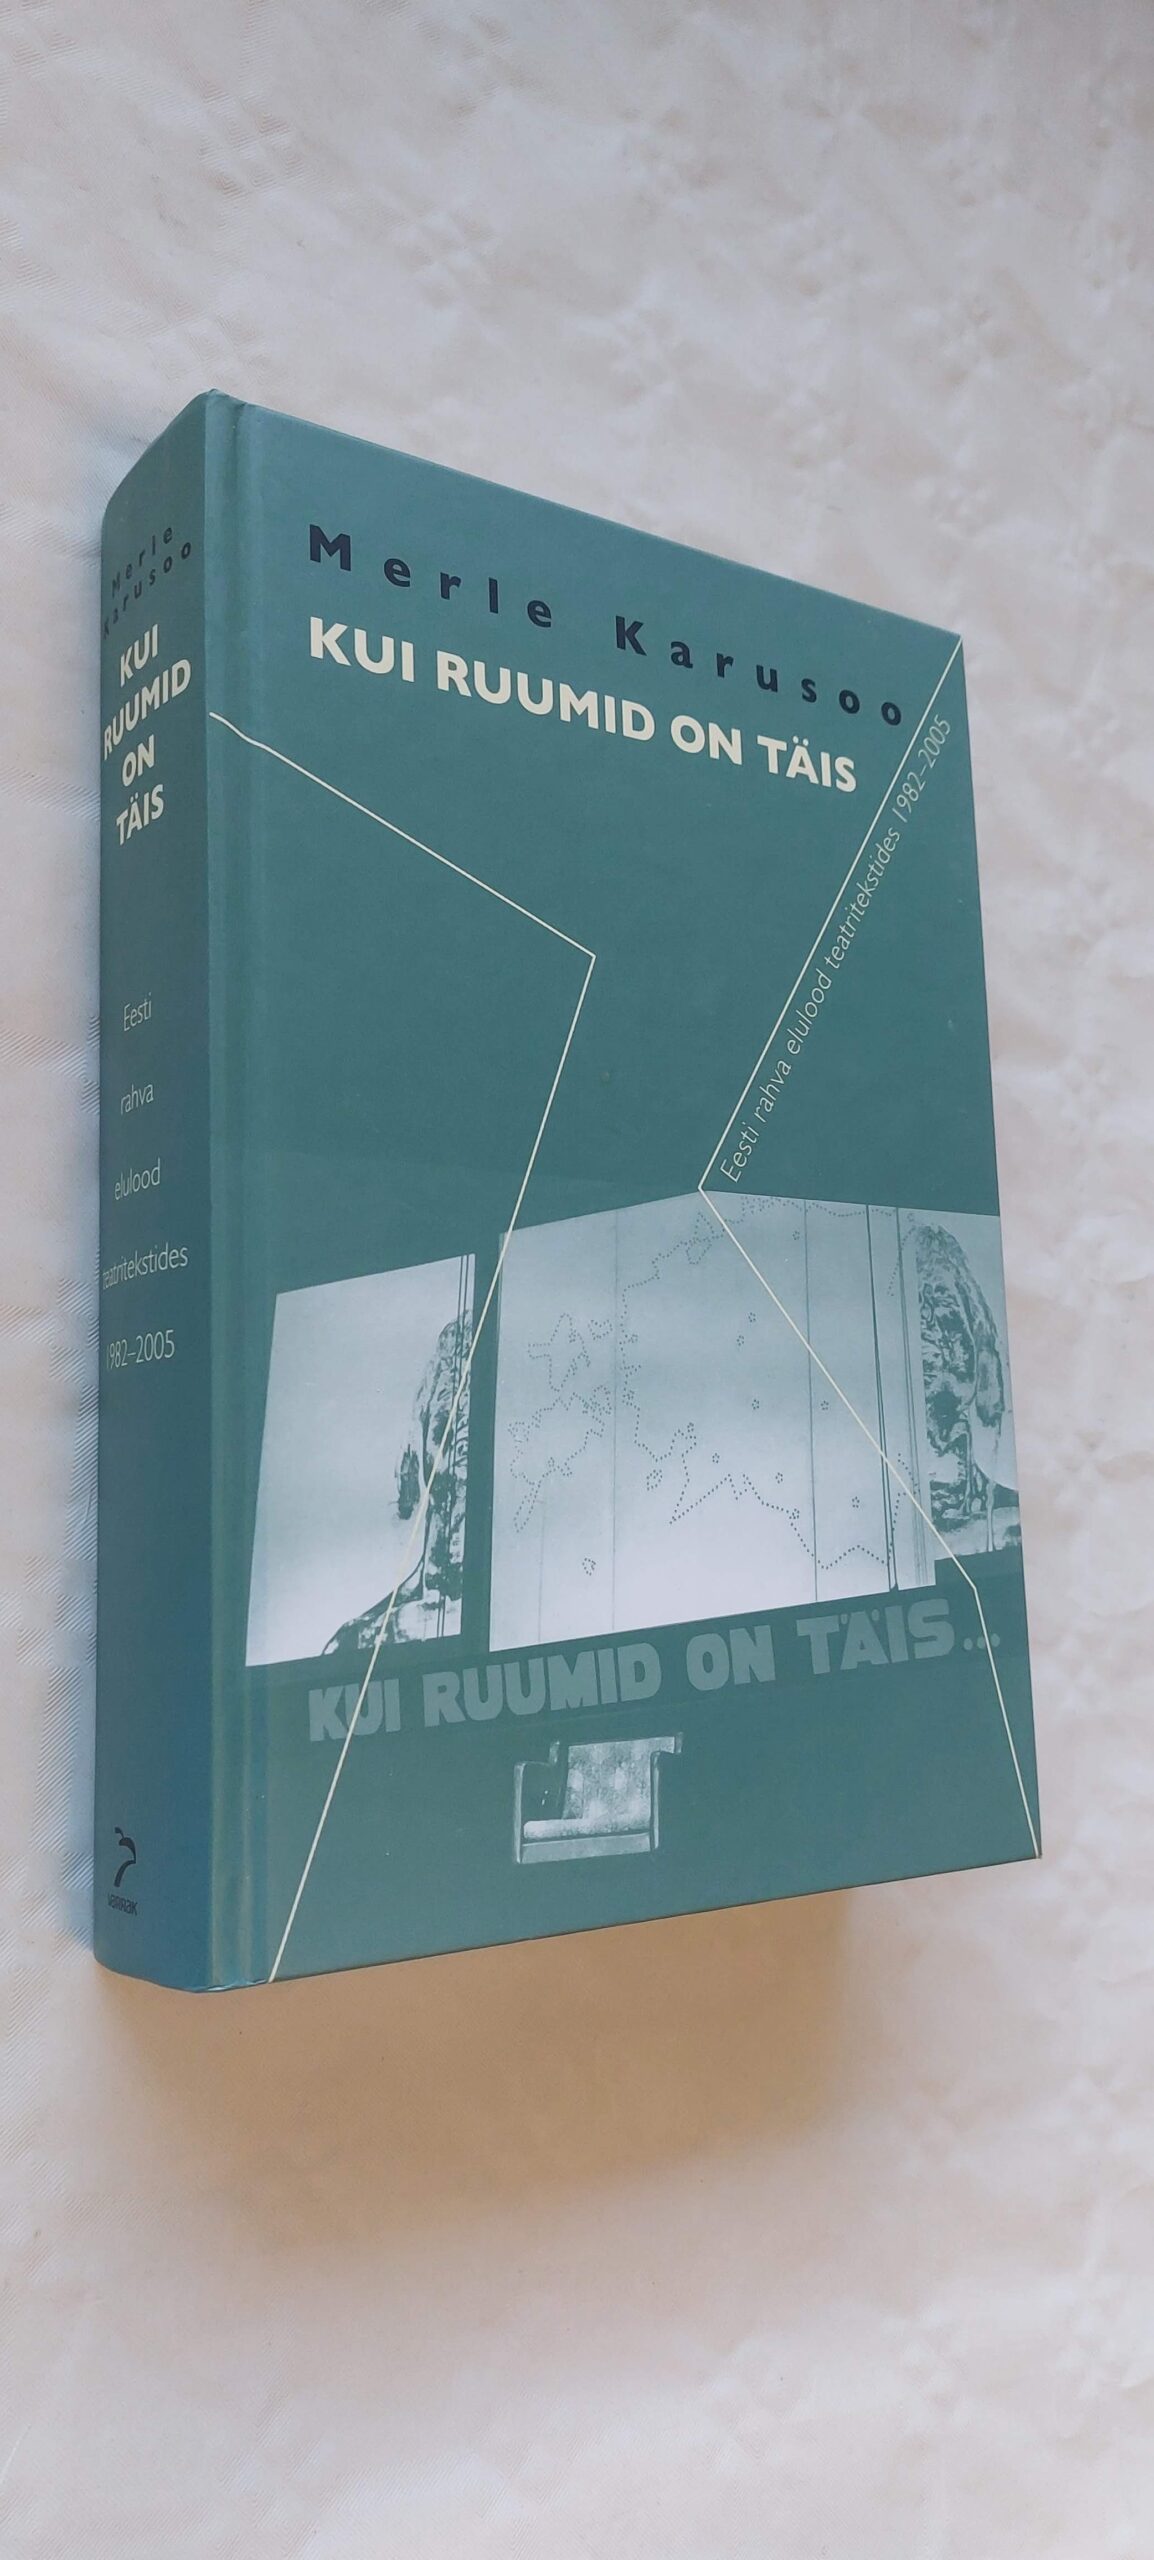 Merle Karusoo
KUI RUUMID ON TÄIS
Eesti rahva elulood teatritekstides 1982–2005
KUI RUUMID ON TÄIS...
Merle
Karusoo
KUI
RUUMID
ON
TÄIS
Eesti
rahva
elulood
teatritekstides
1982–2005
VARRAK